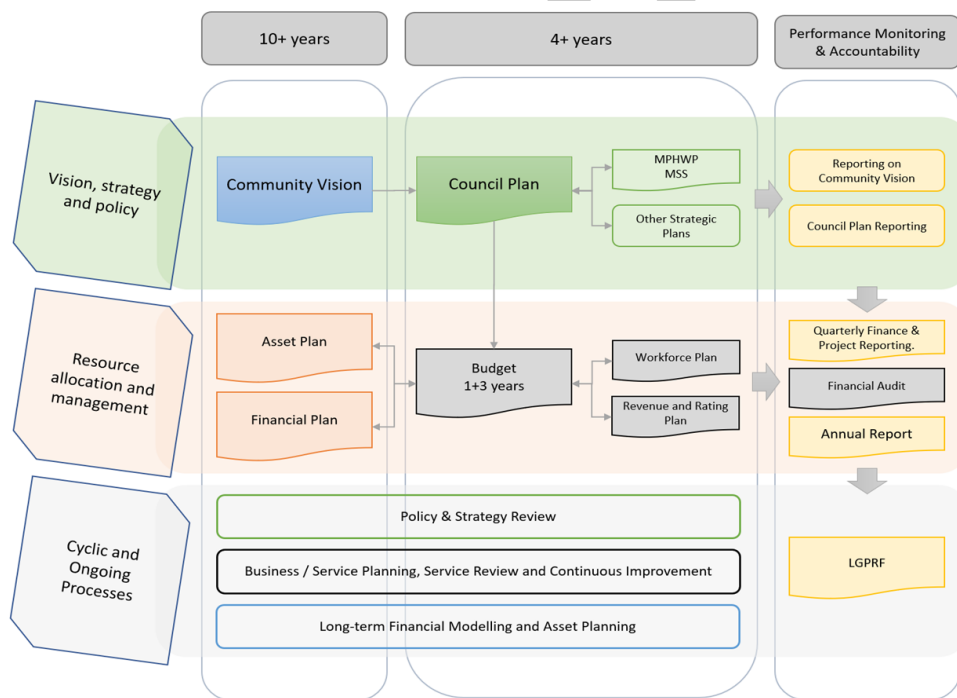 10+ years
4+ years
Performance Monitoring
& Accountability
Vision, strategy
and policy
Community Vision
Council Plan
MPHWP
MSS
Other Strategic
Plans
Reporting on
Community Vision
Council Plan Reporting
Resource
allocation and
management
Asset Plan
Financial Plan
Budget
1+3 years
Workforce Plan
Revenue and Rating
Plan
Quarterly Finance &
Project Reporting.
Financial Audit
Annual Report
Cyclic and
Ongoing
Processes
Policy & Strategy Review
Business / Service Planning, Service Review and Continuous Improvement
Long-term Financial Modelling and Asset Planning
LGPRF